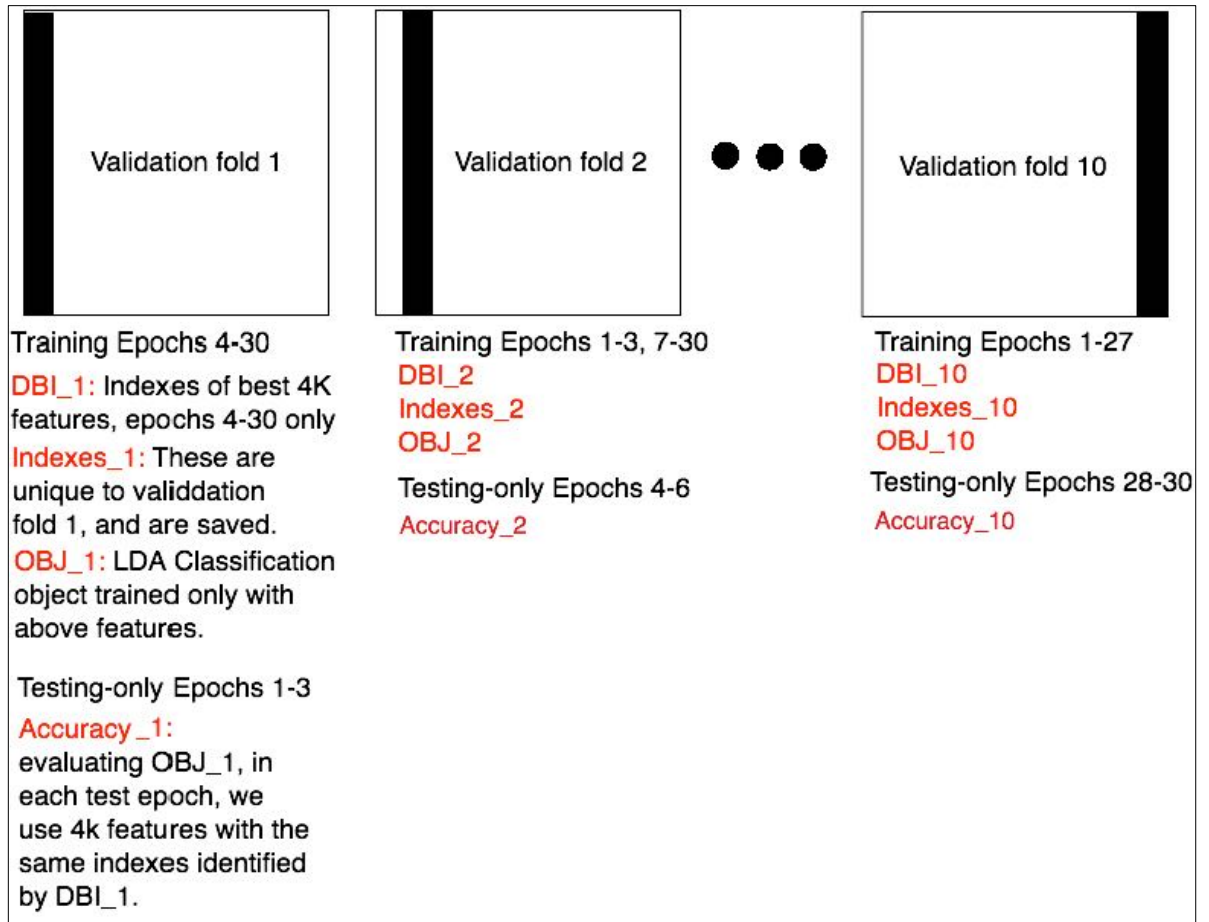 Validation fold 1
Training Epochs 4-30
DBI_1: Indexes of best 4K
features, epochs 4-30 only
Indexes_1: These are
unique to validdation
fold 1, and are saved.
OBJ_1: LDA Classification
object trained only with
above features.
Testing-only Epochs 1-3
Accuracy_1:
evaluating OBJ_1, in
each test epoch, we
use 4k features with the
same indexes identified
by DBI_1.
Validation fold 2
Training Epochs 1-3, 7-30
DBI_2
Indexes_2
OBJ_2
Testing-only Epochs 4-6
Accuracy_2
Validation fold 10
Training Epochs 1-27
DBI_10
Indexes_10
OBJ_10
Testing-only Epochs 28-30
Accuracy_10